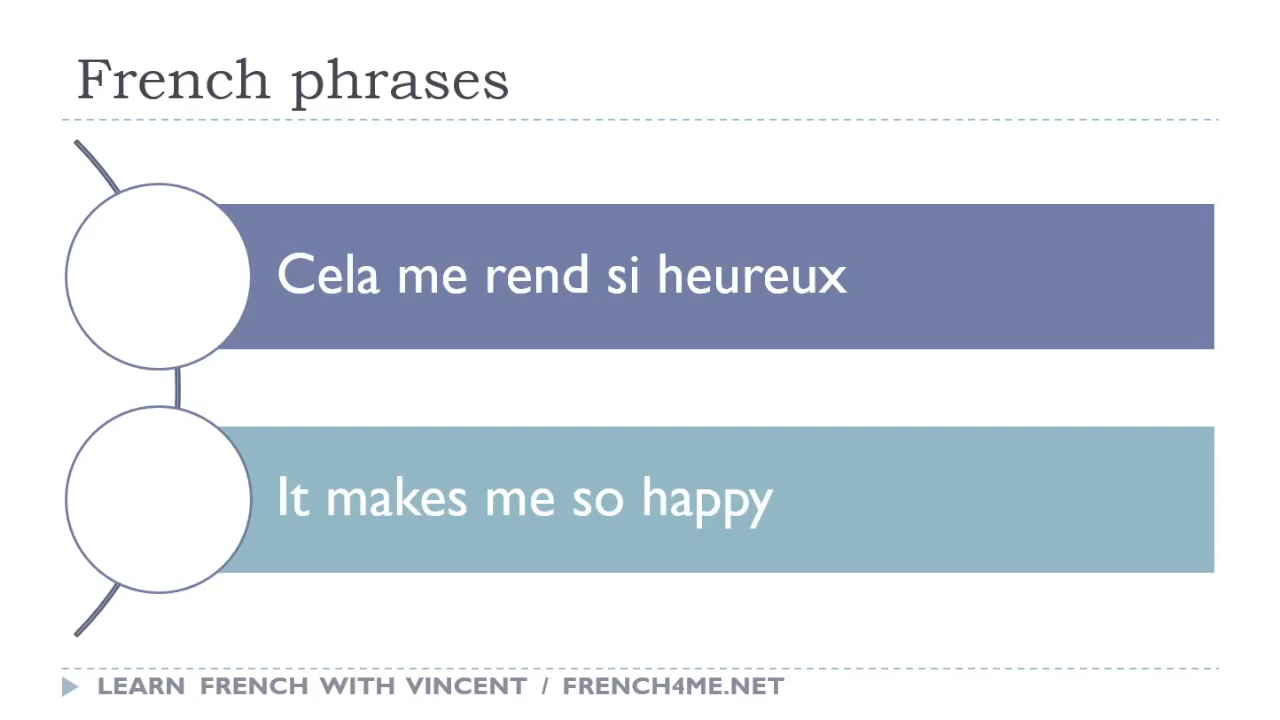 French phrases
Cela me rend si heureux
It makes me so happy
LEARN FRENCH WITH VINCENT / FRENCH4ME.NET